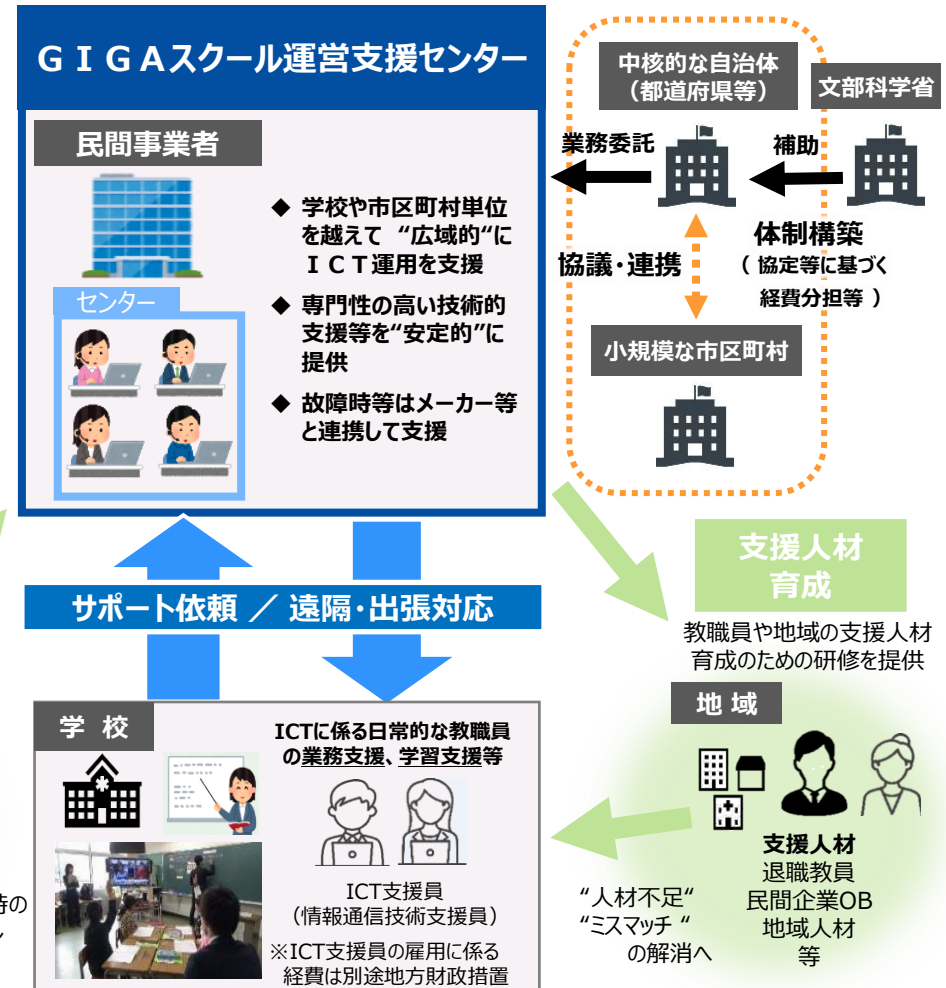 GIGAスクール運営支援センター
民間事業者
センター
◆ 学校や市区町村単位
を越えて “広域的“に
ICT運用を支援
◆ 専門性の高い技術的
支援等を“安定的”に
提供
◆ 故障時等はメーカー等
と連携して支援
中核的な自治体
（都道府県等）
文部科学省
業務委託
補助
協議・連携
体制構築
（ 協定等に基づく
経費分担等 ）
小規模な市区町村
サポート依頼 ／ 遠隔・出張対応
支援人材
育成
教職員や地域の支援人材
育成のための研修を提供
学 校
ICTに係る日常的な教職員
の業務支援、学習支援等
ICT支援員
（情報通信技術支援員）
※ICT支援員の雇用に係る
経費は別途地方財政措置
地 域
支援人材
退職教員
民間企業OB
地域人材
等
“人材不足“
“ミスマッチ “
の解消へ
時の